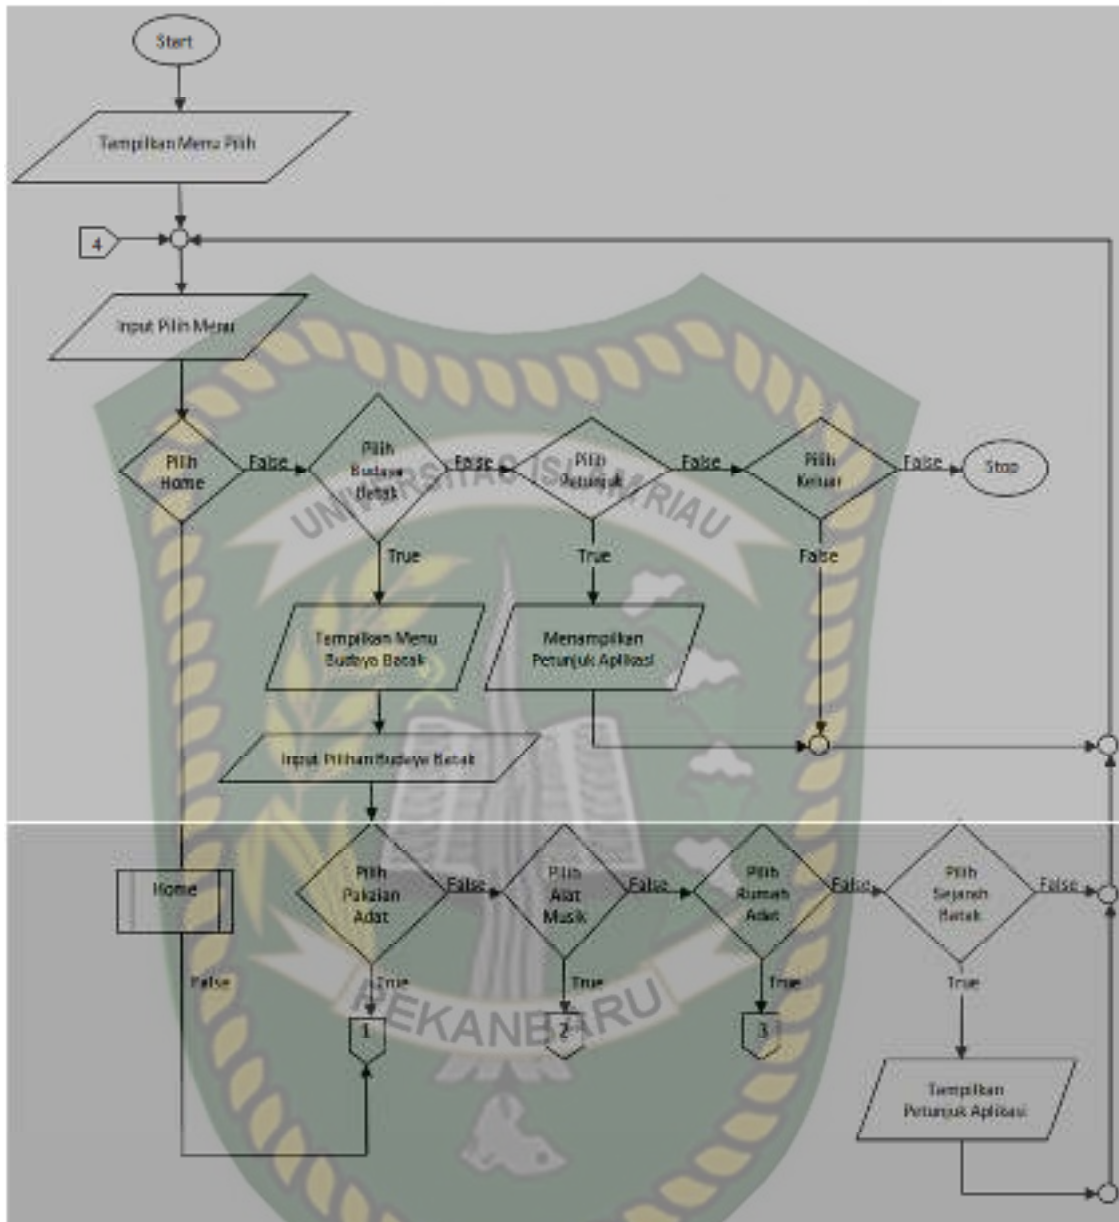 Start
Tampilkan Menu Pilih
4
Input Pilih Menu
Pilih
Home
False
Pilih
Budaya
Batak
False
Pilih
Petunjuk
False
Pilih
Keluar
False
Stop
UNIVERSITAS ISLAM RIAU
True
True
False
Tampilkan Menu
Budaya Batak
Menampilkan
Petunjuk Aplikasi
Input Pilihan Budaya Batak
Home
Pilih
Pakaian
Adat
False
Pilih
Alat
Musik
False
Pilih
Rumah
Adat
False
Pilih
Sejarah
Batak
False
False
True
True
True
True
PEKANBARU
1
2
3
Tampilkan
Petunjuk Aplikasi